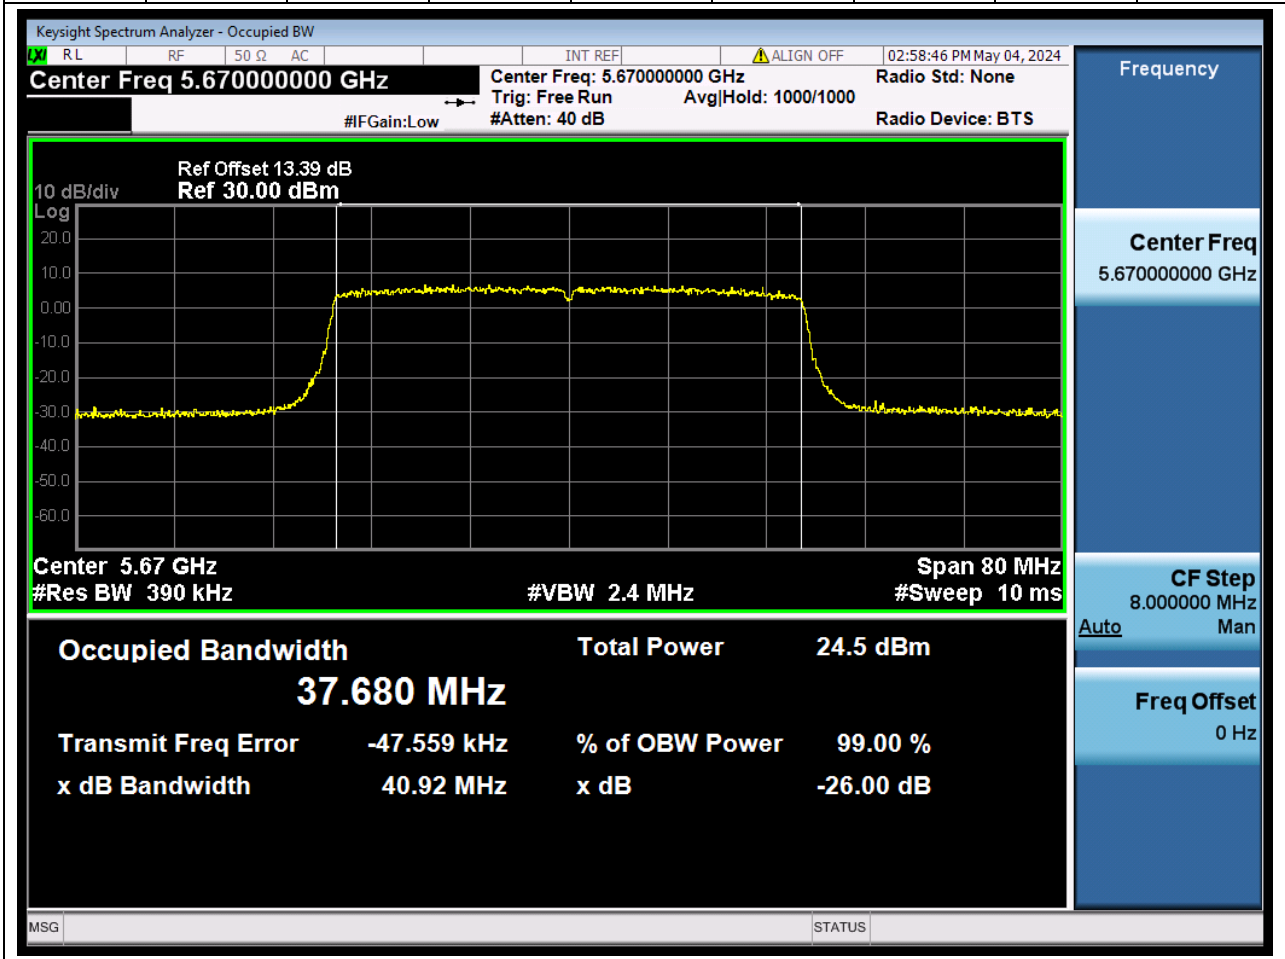 Keysight Spectrum Analyzer - Occupied BW
LXI RL RF 50 Ω AC INT REF ALIGN OFF 02:58:46 PM May 04, 2024
Center Freq 5.670000000 GHz
Center Freq: 5.670000000 GHz
Radio Std: None
Trig: Free Run
Avg|Hold: 1000/1000
#IFGain:Low
#Atten: 40 dB
Radio Device: BTS
Ref Offset 13.39 dB
10 dB/div
Ref 30.00 dBm
Log
20.0
10.0
0.00
-10.0
-20.0
-30.0
-40.0
-50.0
-60.0
Center 5.67 GHz
Span 80 MHz
#Res BW 390 kHz
#VBW 2.4 MHz
#Sweep 10 ms
Occupied Bandwidth
Total Power
24.5 dBm
37.680 MHz
Transmit Freq Error
-47.559 kHz
% of OBW Power
99.00 %
x dB Bandwidth
40.92 MHz
x dB
-26.00 dB
Frequency
Center Freq
5.670000000 GHz
CF Step
8.000000 MHz
Auto Man
Freq Offset
0 Hz
MSG
STATUS